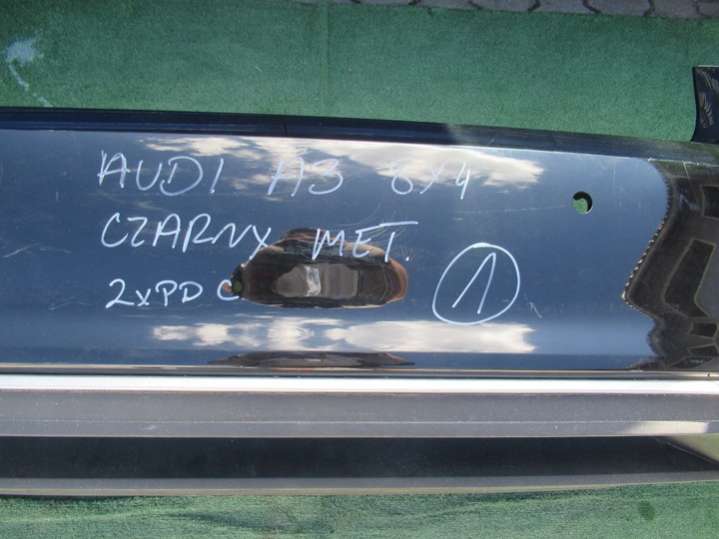 AUDI A3 8Y4
CZARNY MET.
2xPDC
1